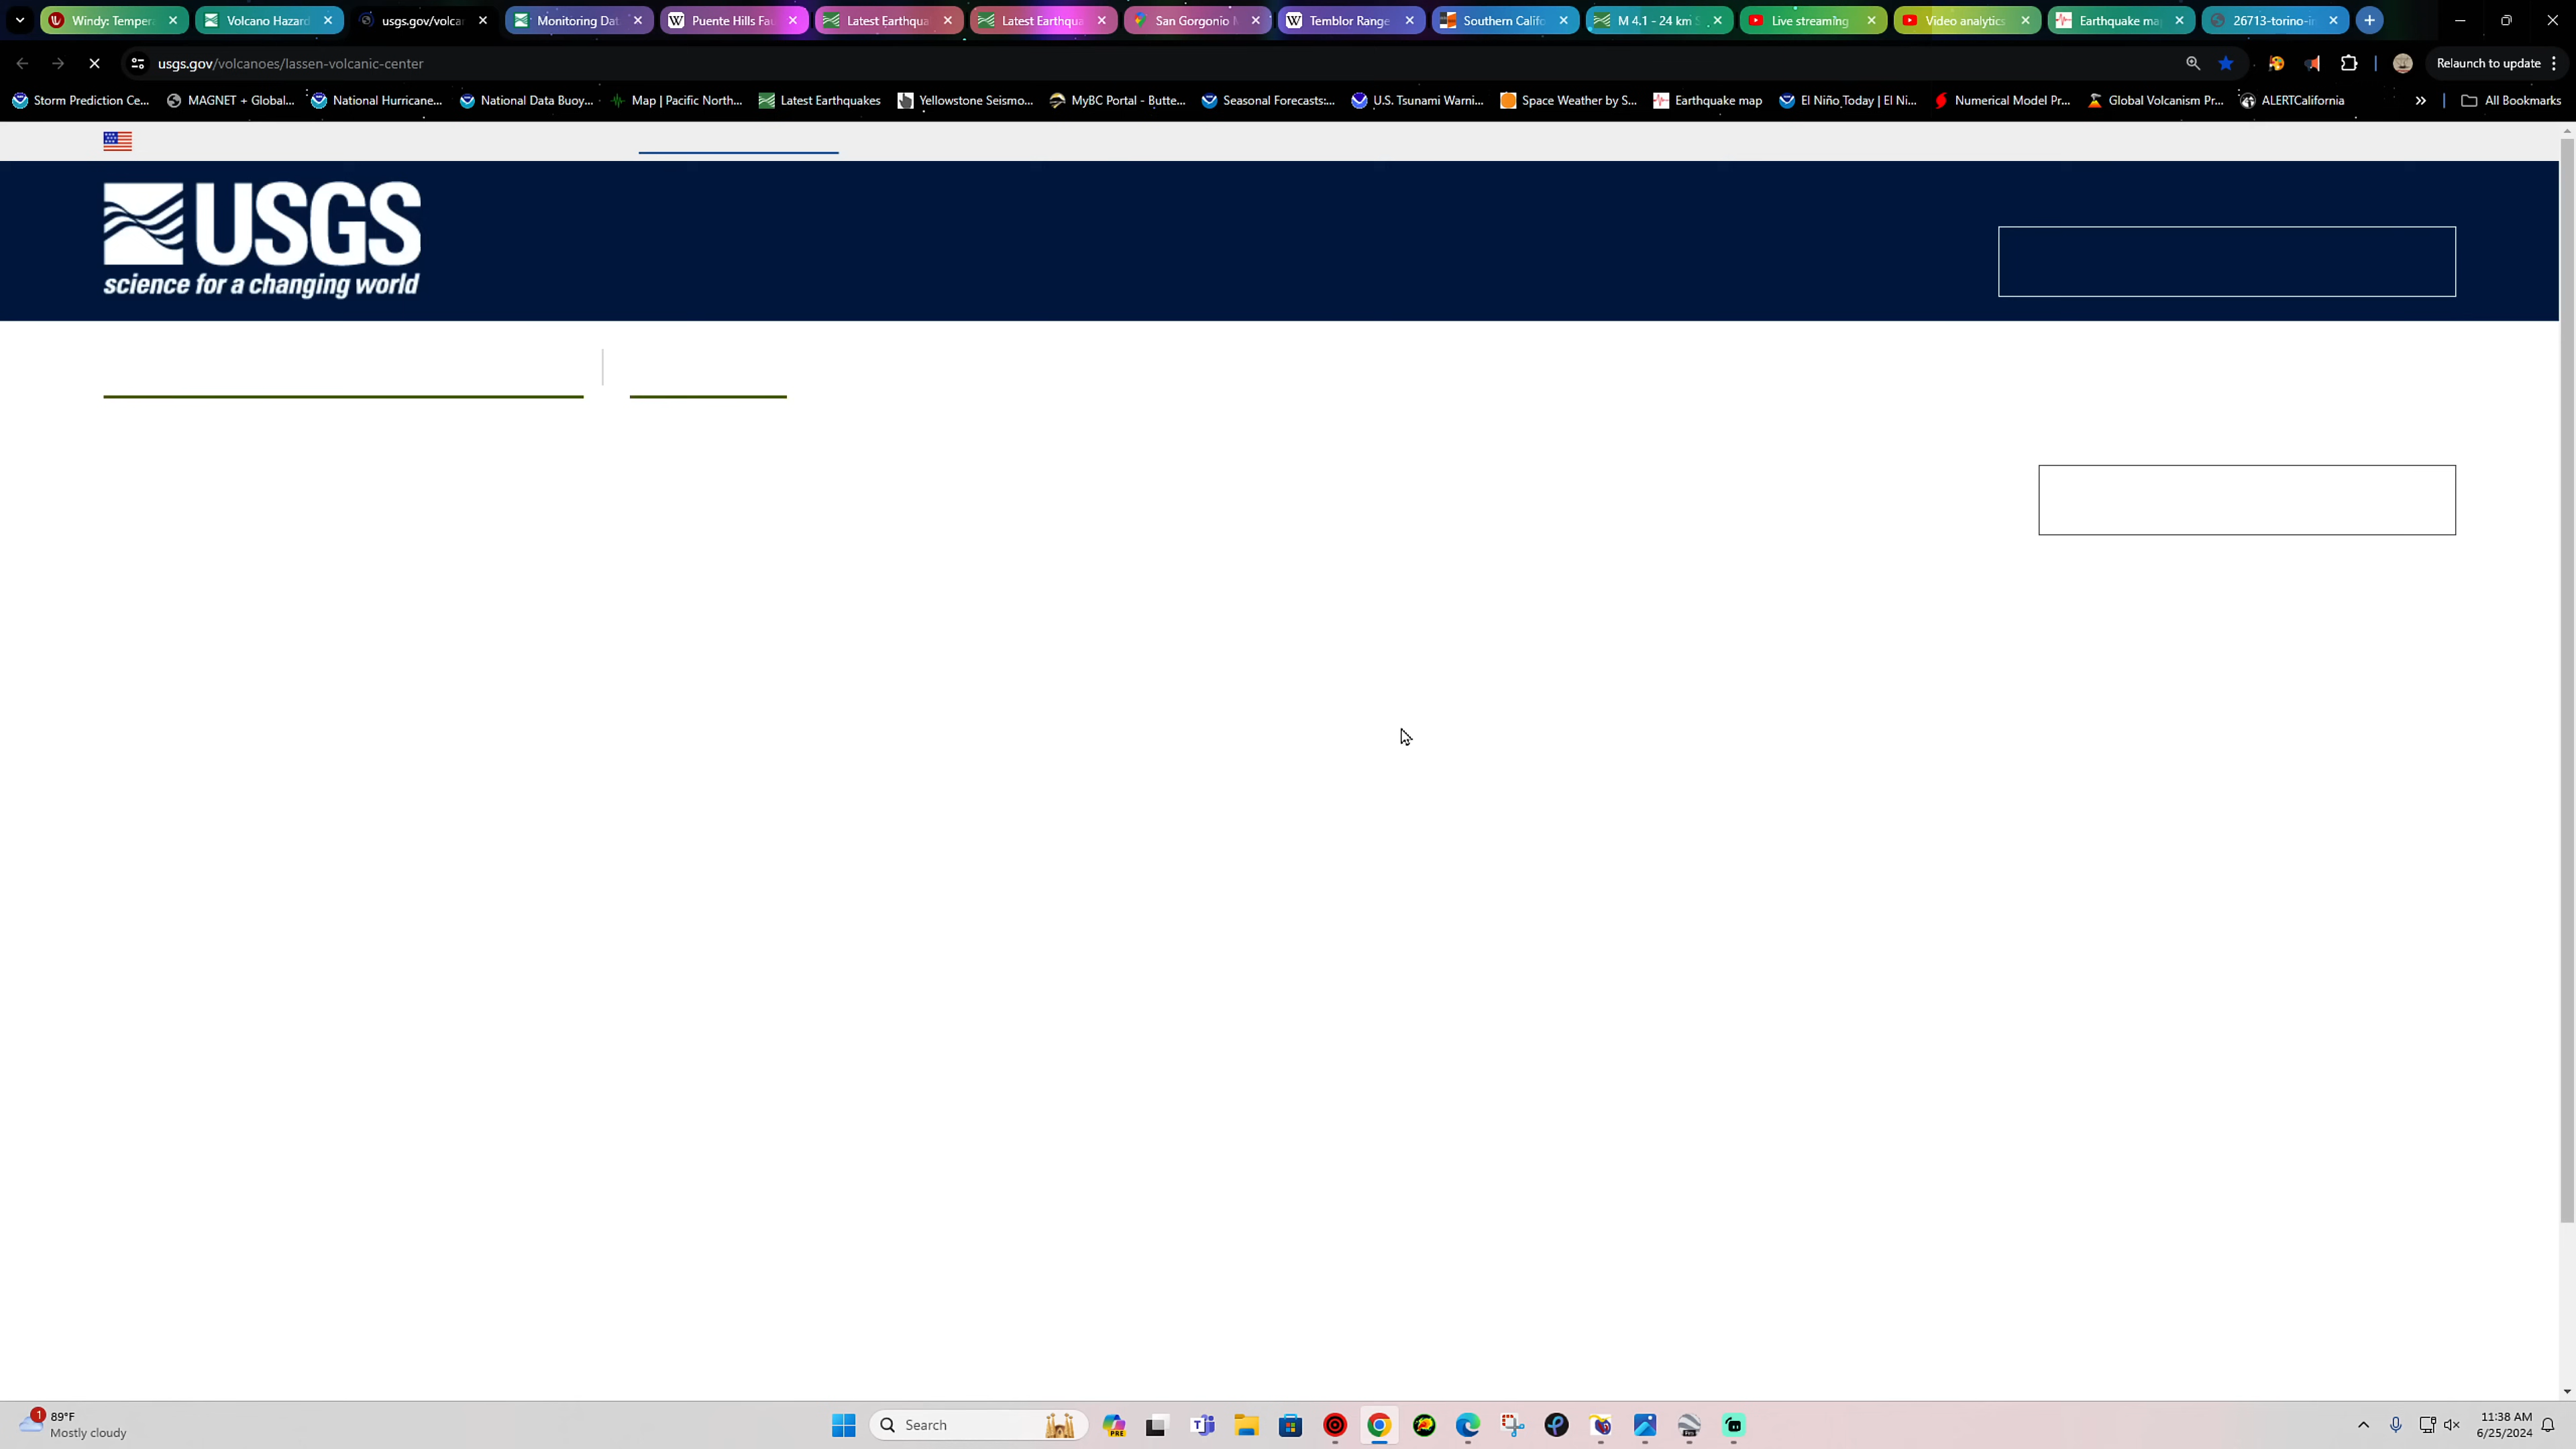 Windy: Tempera
Volcano Hazard
usgs.gov/volca
Monitoring Dat
Puente Hills Fau
Latest Earthqua
Latest Earthqua
San Gorgonio M
Temblor Range
Southern Califo
M 4.1 - 24 km S
Live streaming
Video analytics
Earthquake ma
26713-torino-i
usgs.gov/volcanoes/lassen-volcanic-center
Relaunch to update
Storm Prediction Ce...
MAGNET + Global...
National Hurricane...
National Data Buoy...
Map | Pacific North...
Latest Earthquakes
Yellowstone Seismo...
MyBC Portal - Butte...
Seasonal Forecasts:...
U.S. Tsunami Warni...
Space Weather by S...
Earthquake map
El Niño Today | El Ni...
Numerical Model Pr...
Global Volcanism Pr...
ALERTCalifornia
All Bookmarks
USGS
science for a changing world
1
89°F
Mostly cloudy
Search
PRE
11:38 AM
6/25/2024